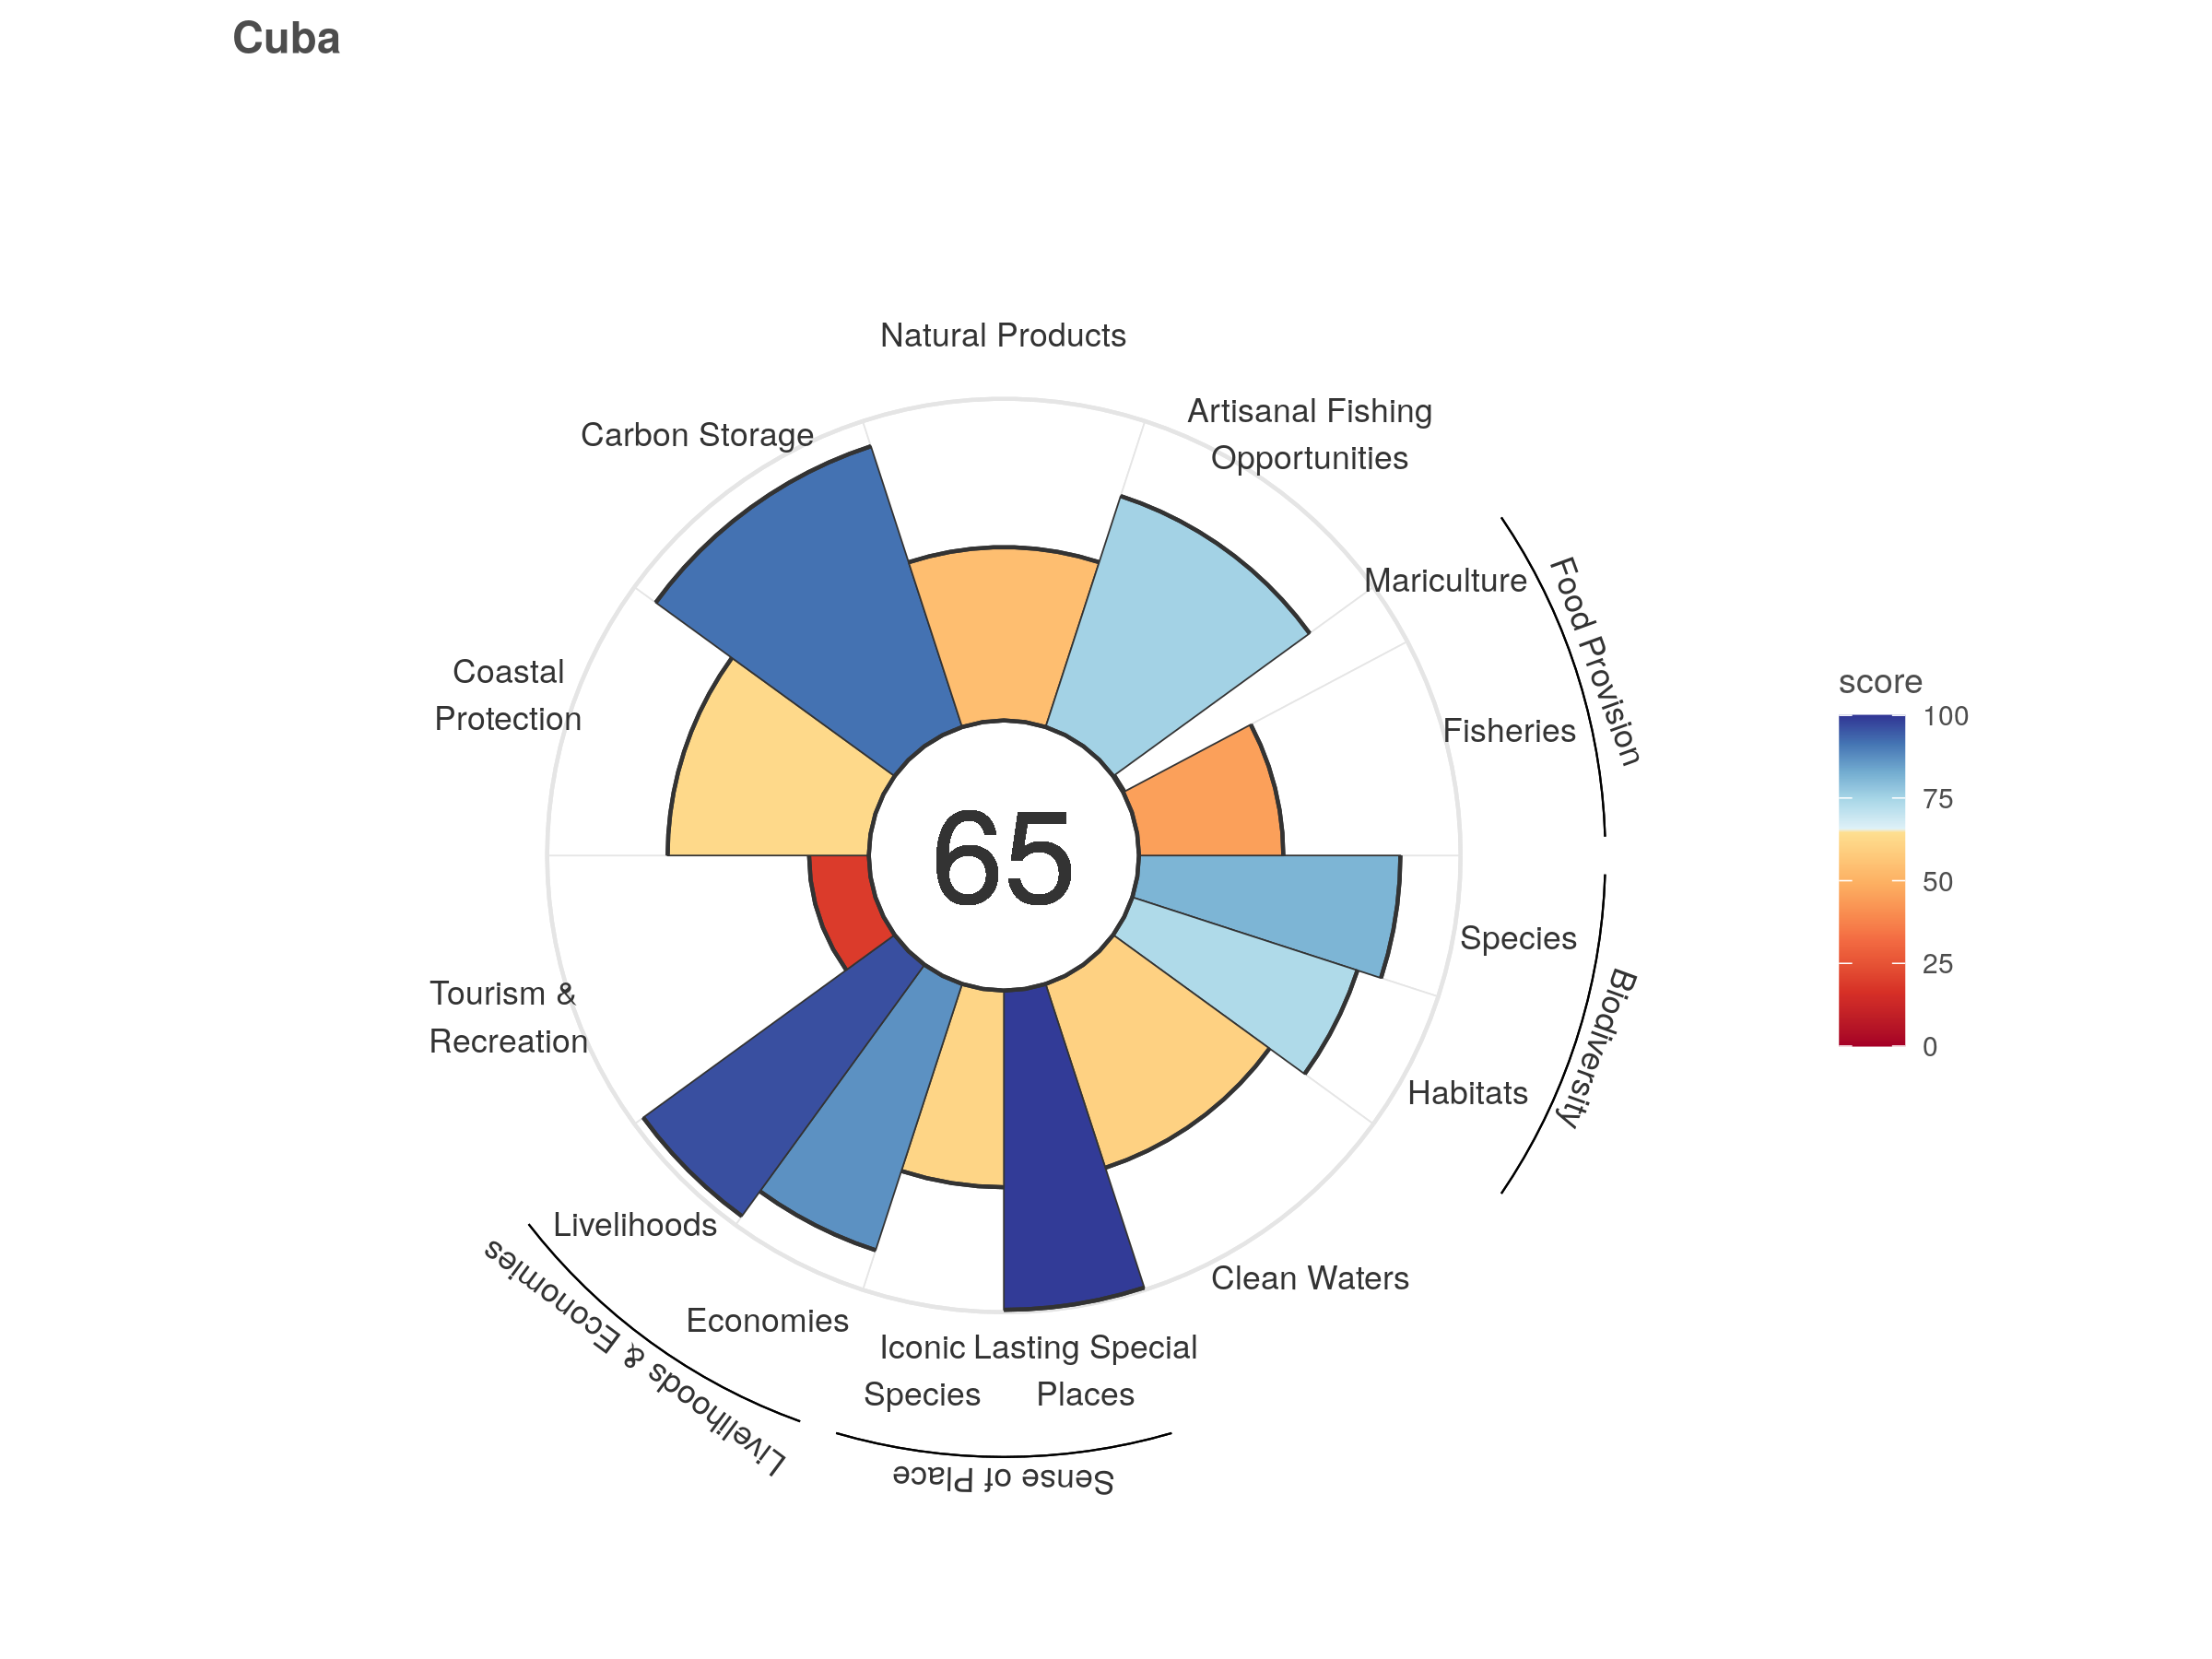 Cuba
Natural Products
Artisanal Fishing
Opportunities
Carbon Storage
Mariculture
Food Provision
Coastal
Protection
Fisheries
score
100
75
50
25
0
65
Species
Biodiversity
Tourism &
Recreation
Habitats
Livelihoods
Clean Waters
Economies
Livelihoods & Economies
Iconic
Species
Lasting Special
Places
Sense of Place